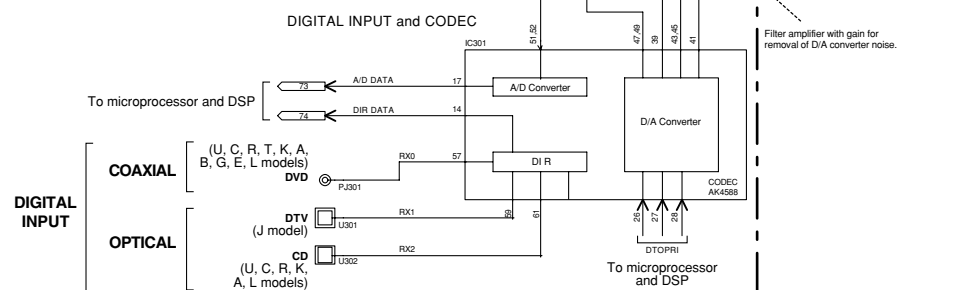 DIGITAL INPUT and CODEC
Filter amplifier with gain for
removal of D/A converter noise.
51,52
47,49
39
43,45
41
IC301
73
A/D DATA
17
A/D Converter
To microprocessor and DSP
74
DIR DATA
14
D/A Converter
(U, C, R, T, K, A,
B, G, E, L models)
RX0
57
DI R
COAXIAL
DVD
PJ301
CODEC
AK4588
DIGITAL
INPUT
DTV
(J model)
U301
RX1
59
61
26
27
28
OPTICAL
CD
(U, C, R, K,
A, L models)
U302
RX2
DTOPRI
To microprocessor
and DSP